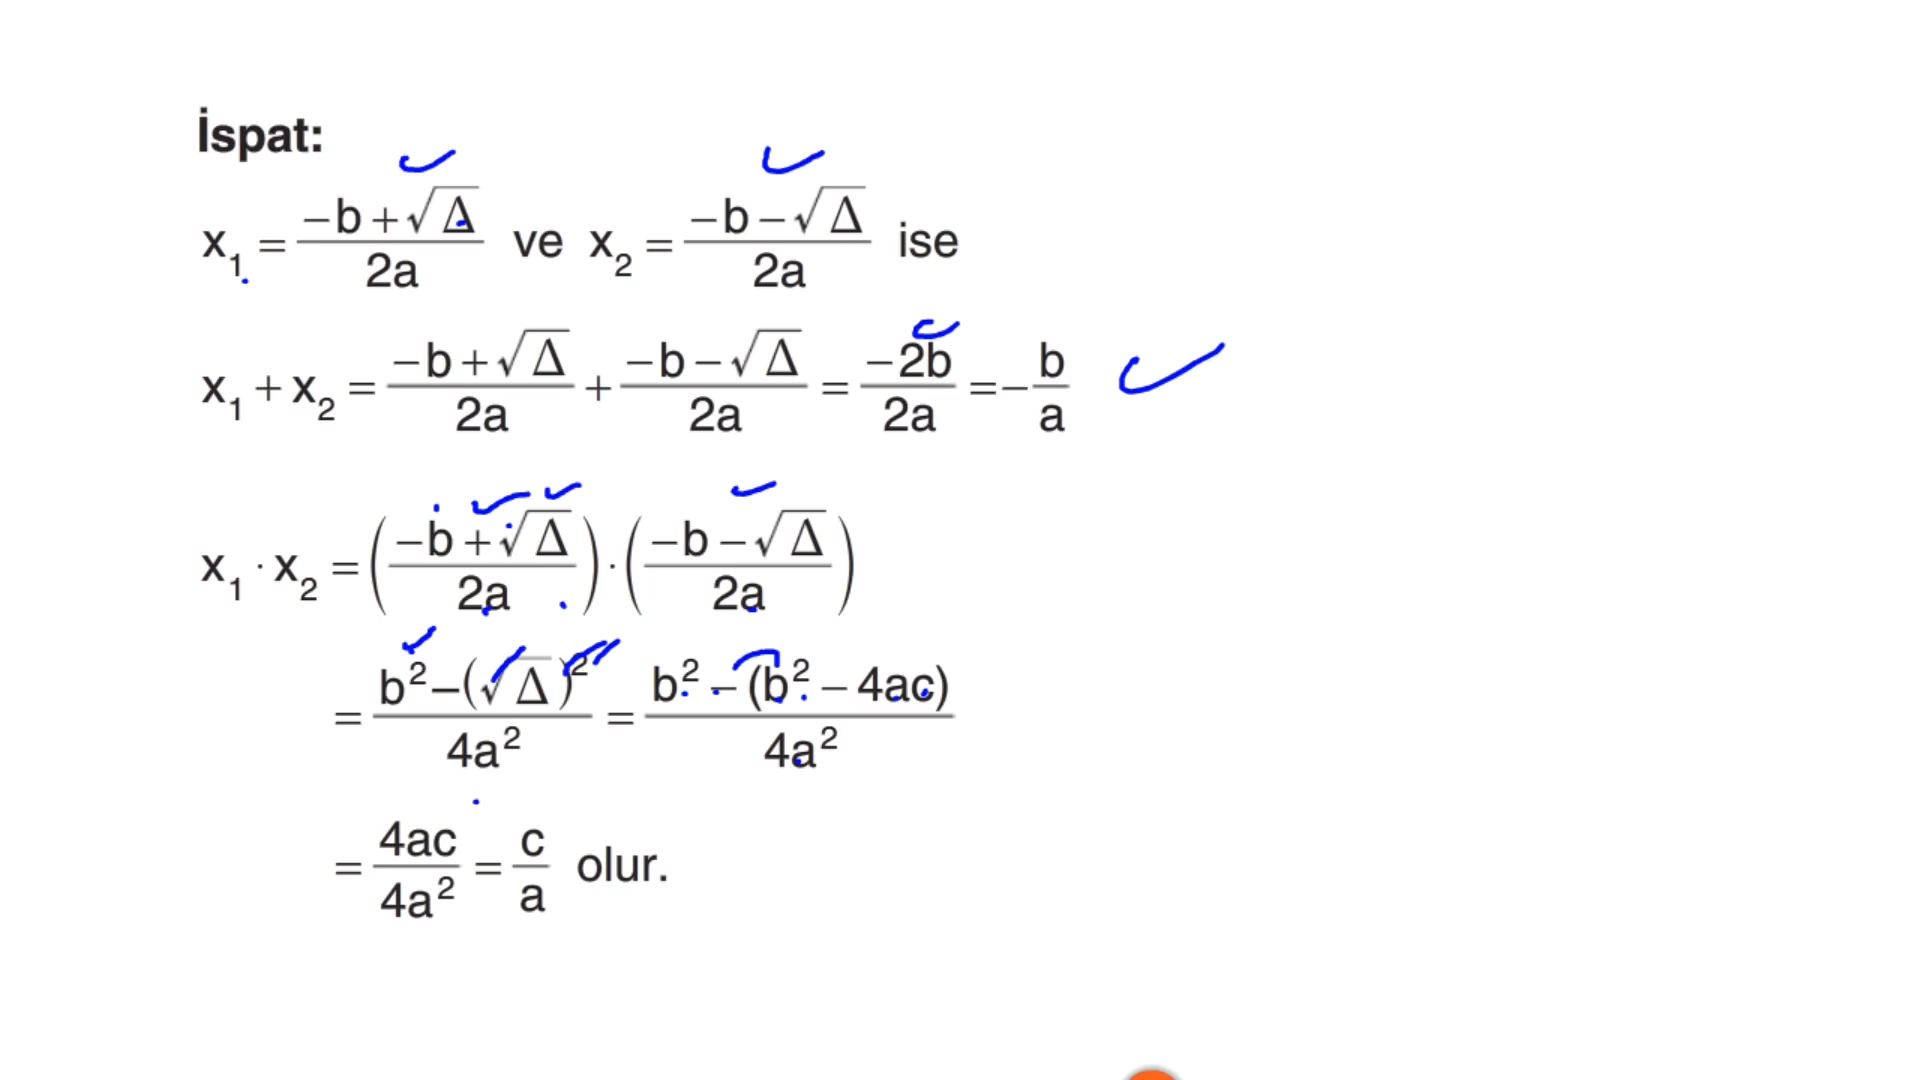 İspat:
x₁ = (−b + √Δ)/(2a) ve x₂ = (−b − √Δ)/(2a) ise
x₁ + x₂ = (−b + √Δ)/(2a) + (−b − √Δ)/(2a) = (−2b)/(2a) = −b/a
x₁ · x₂ = ((−b + √Δ)/(2a)) · ((−b − √Δ)/(2a))
= (b² − (√Δ)²)/(4a²) = (b² − (b² − 4ac))/(4a²)
= (4ac)/(4a²) = c/a olur.